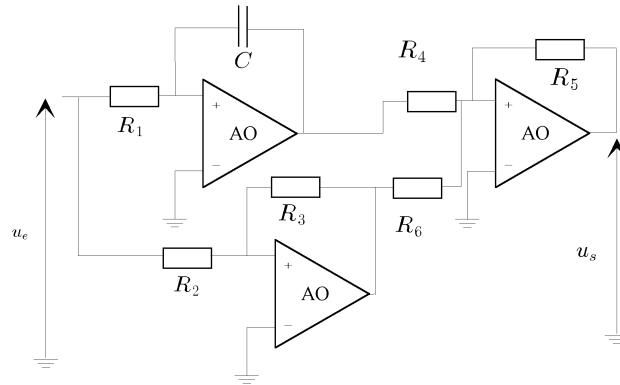 C
R₄
R₅
R₁
+
AO
−
+
AO
−
R₃
R₆
uₑ
R₂
+
AO
−
uₛ